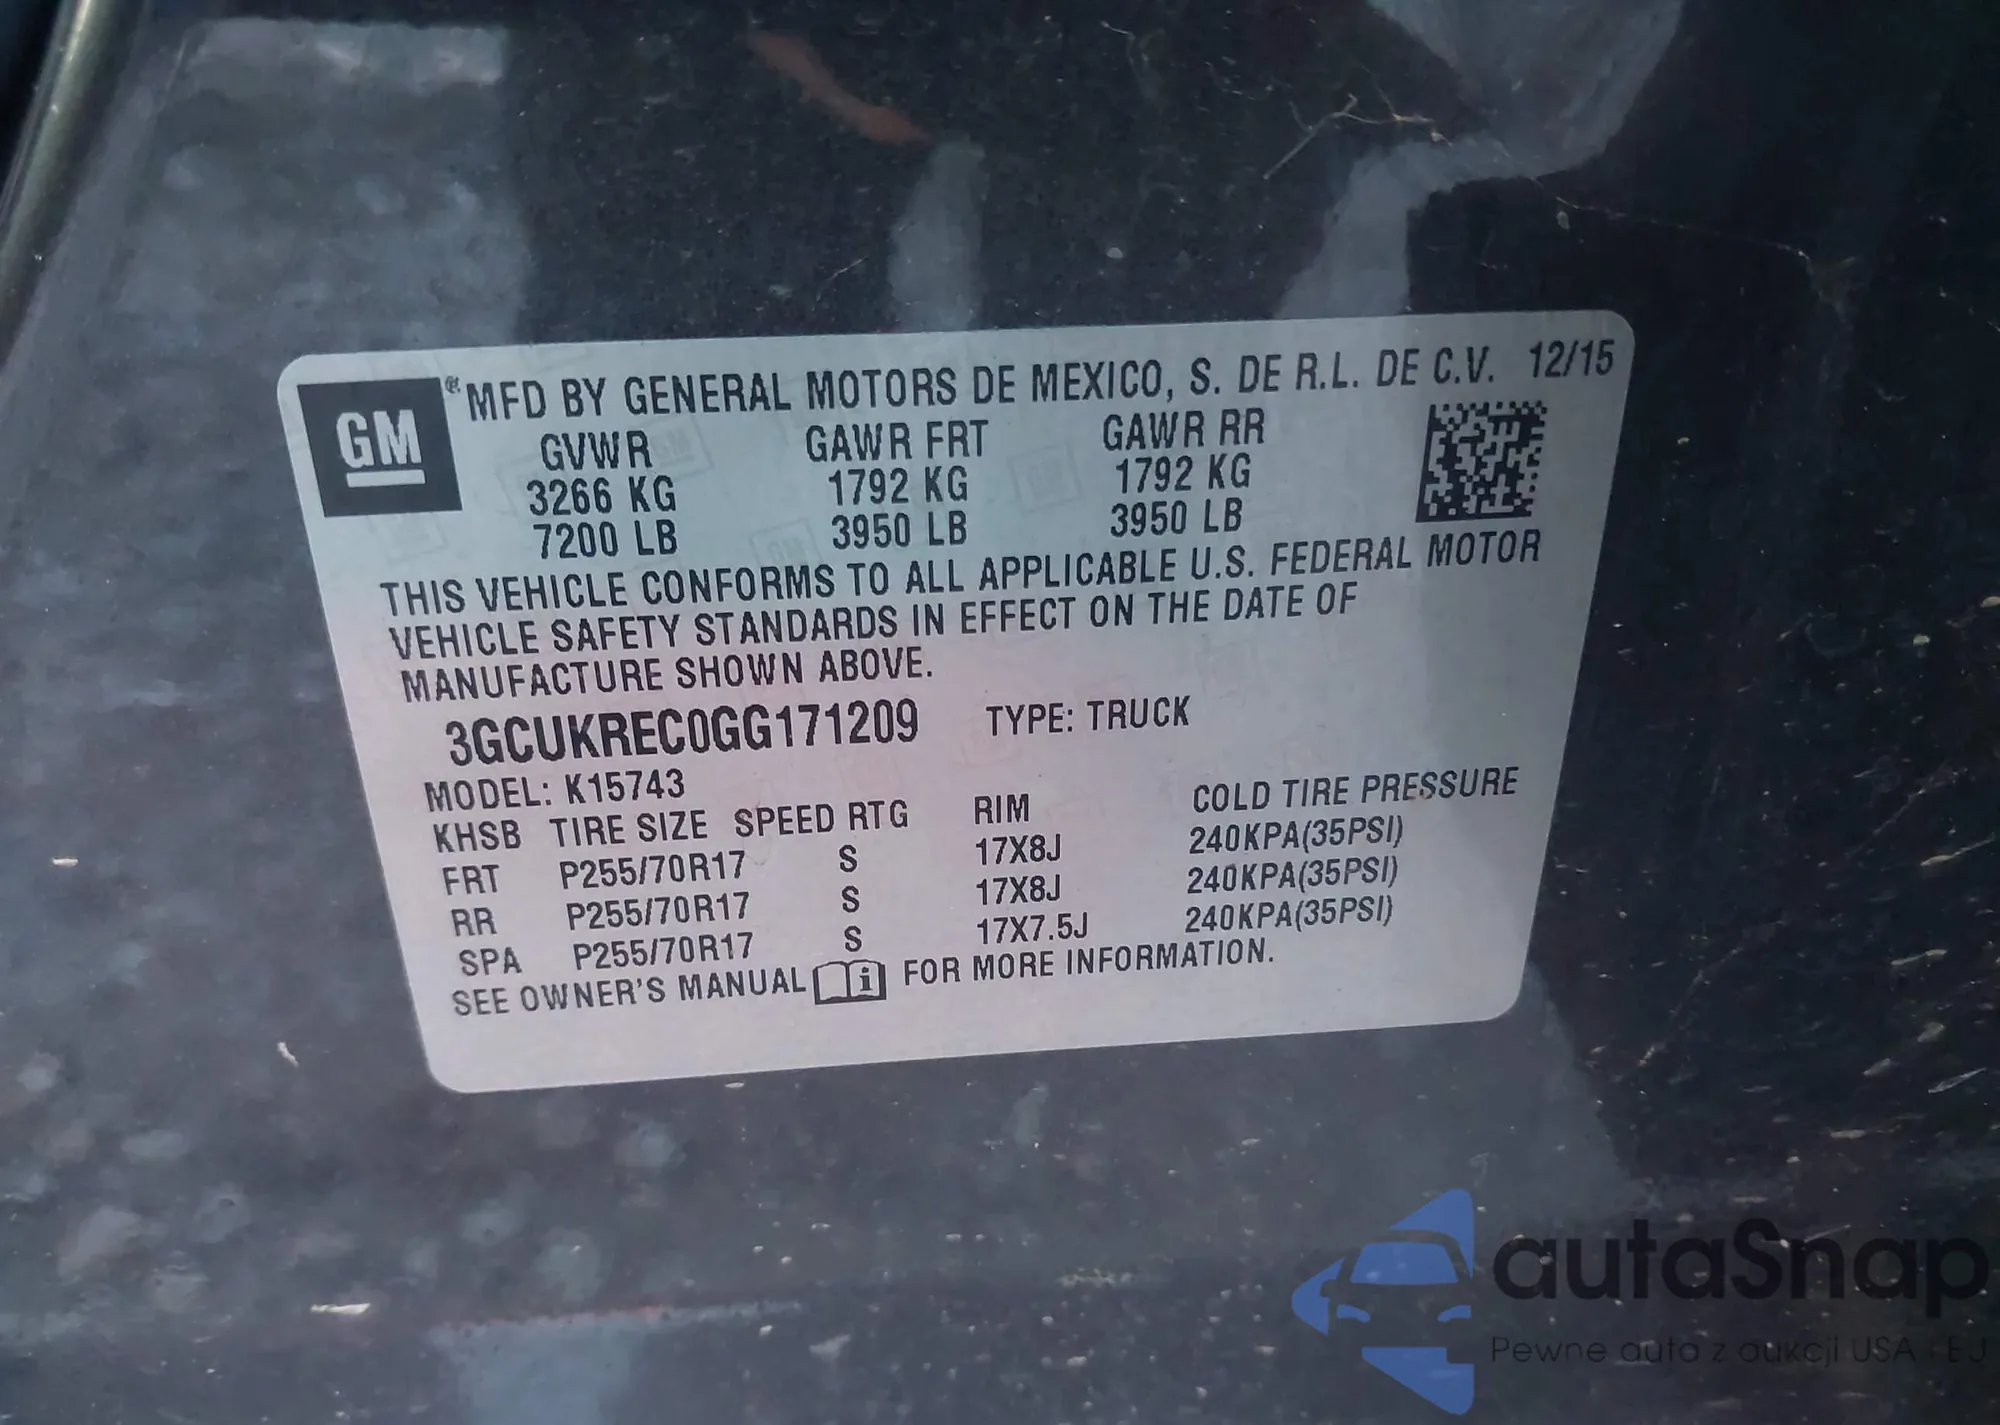 GM
® MFD BY GENERAL MOTORS DE MEXICO, S. DE R.L. DE C.V. 12/15
GVWR GAWR FRT GAWR RR
3266 KG 1792 KG 1792 KG
7200 LB 3950 LB 3950 LB
THIS VEHICLE CONFORMS TO ALL APPLICABLE U.S. FEDERAL MOTOR
VEHICLE SAFETY STANDARDS IN EFFECT ON THE DATE OF
MANUFACTURE SHOWN ABOVE.
3GCUKREC0GG171209 TYPE: TRUCK
MODEL: K15743
KHSB TIRE SIZE SPEED RTG RIM COLD TIRE PRESSURE
FRT P255/70R17 S 17X8J 240KPA(35PSI)
RR P255/70R17 S 17X8J 240KPA(35PSI)
SPA P255/70R17 S 17X7.5J 240KPA(35PSI)
SEE OWNER'S MANUAL i FOR MORE INFORMATION.
autaSnap
Pewne auta z aukcji USA i EJ